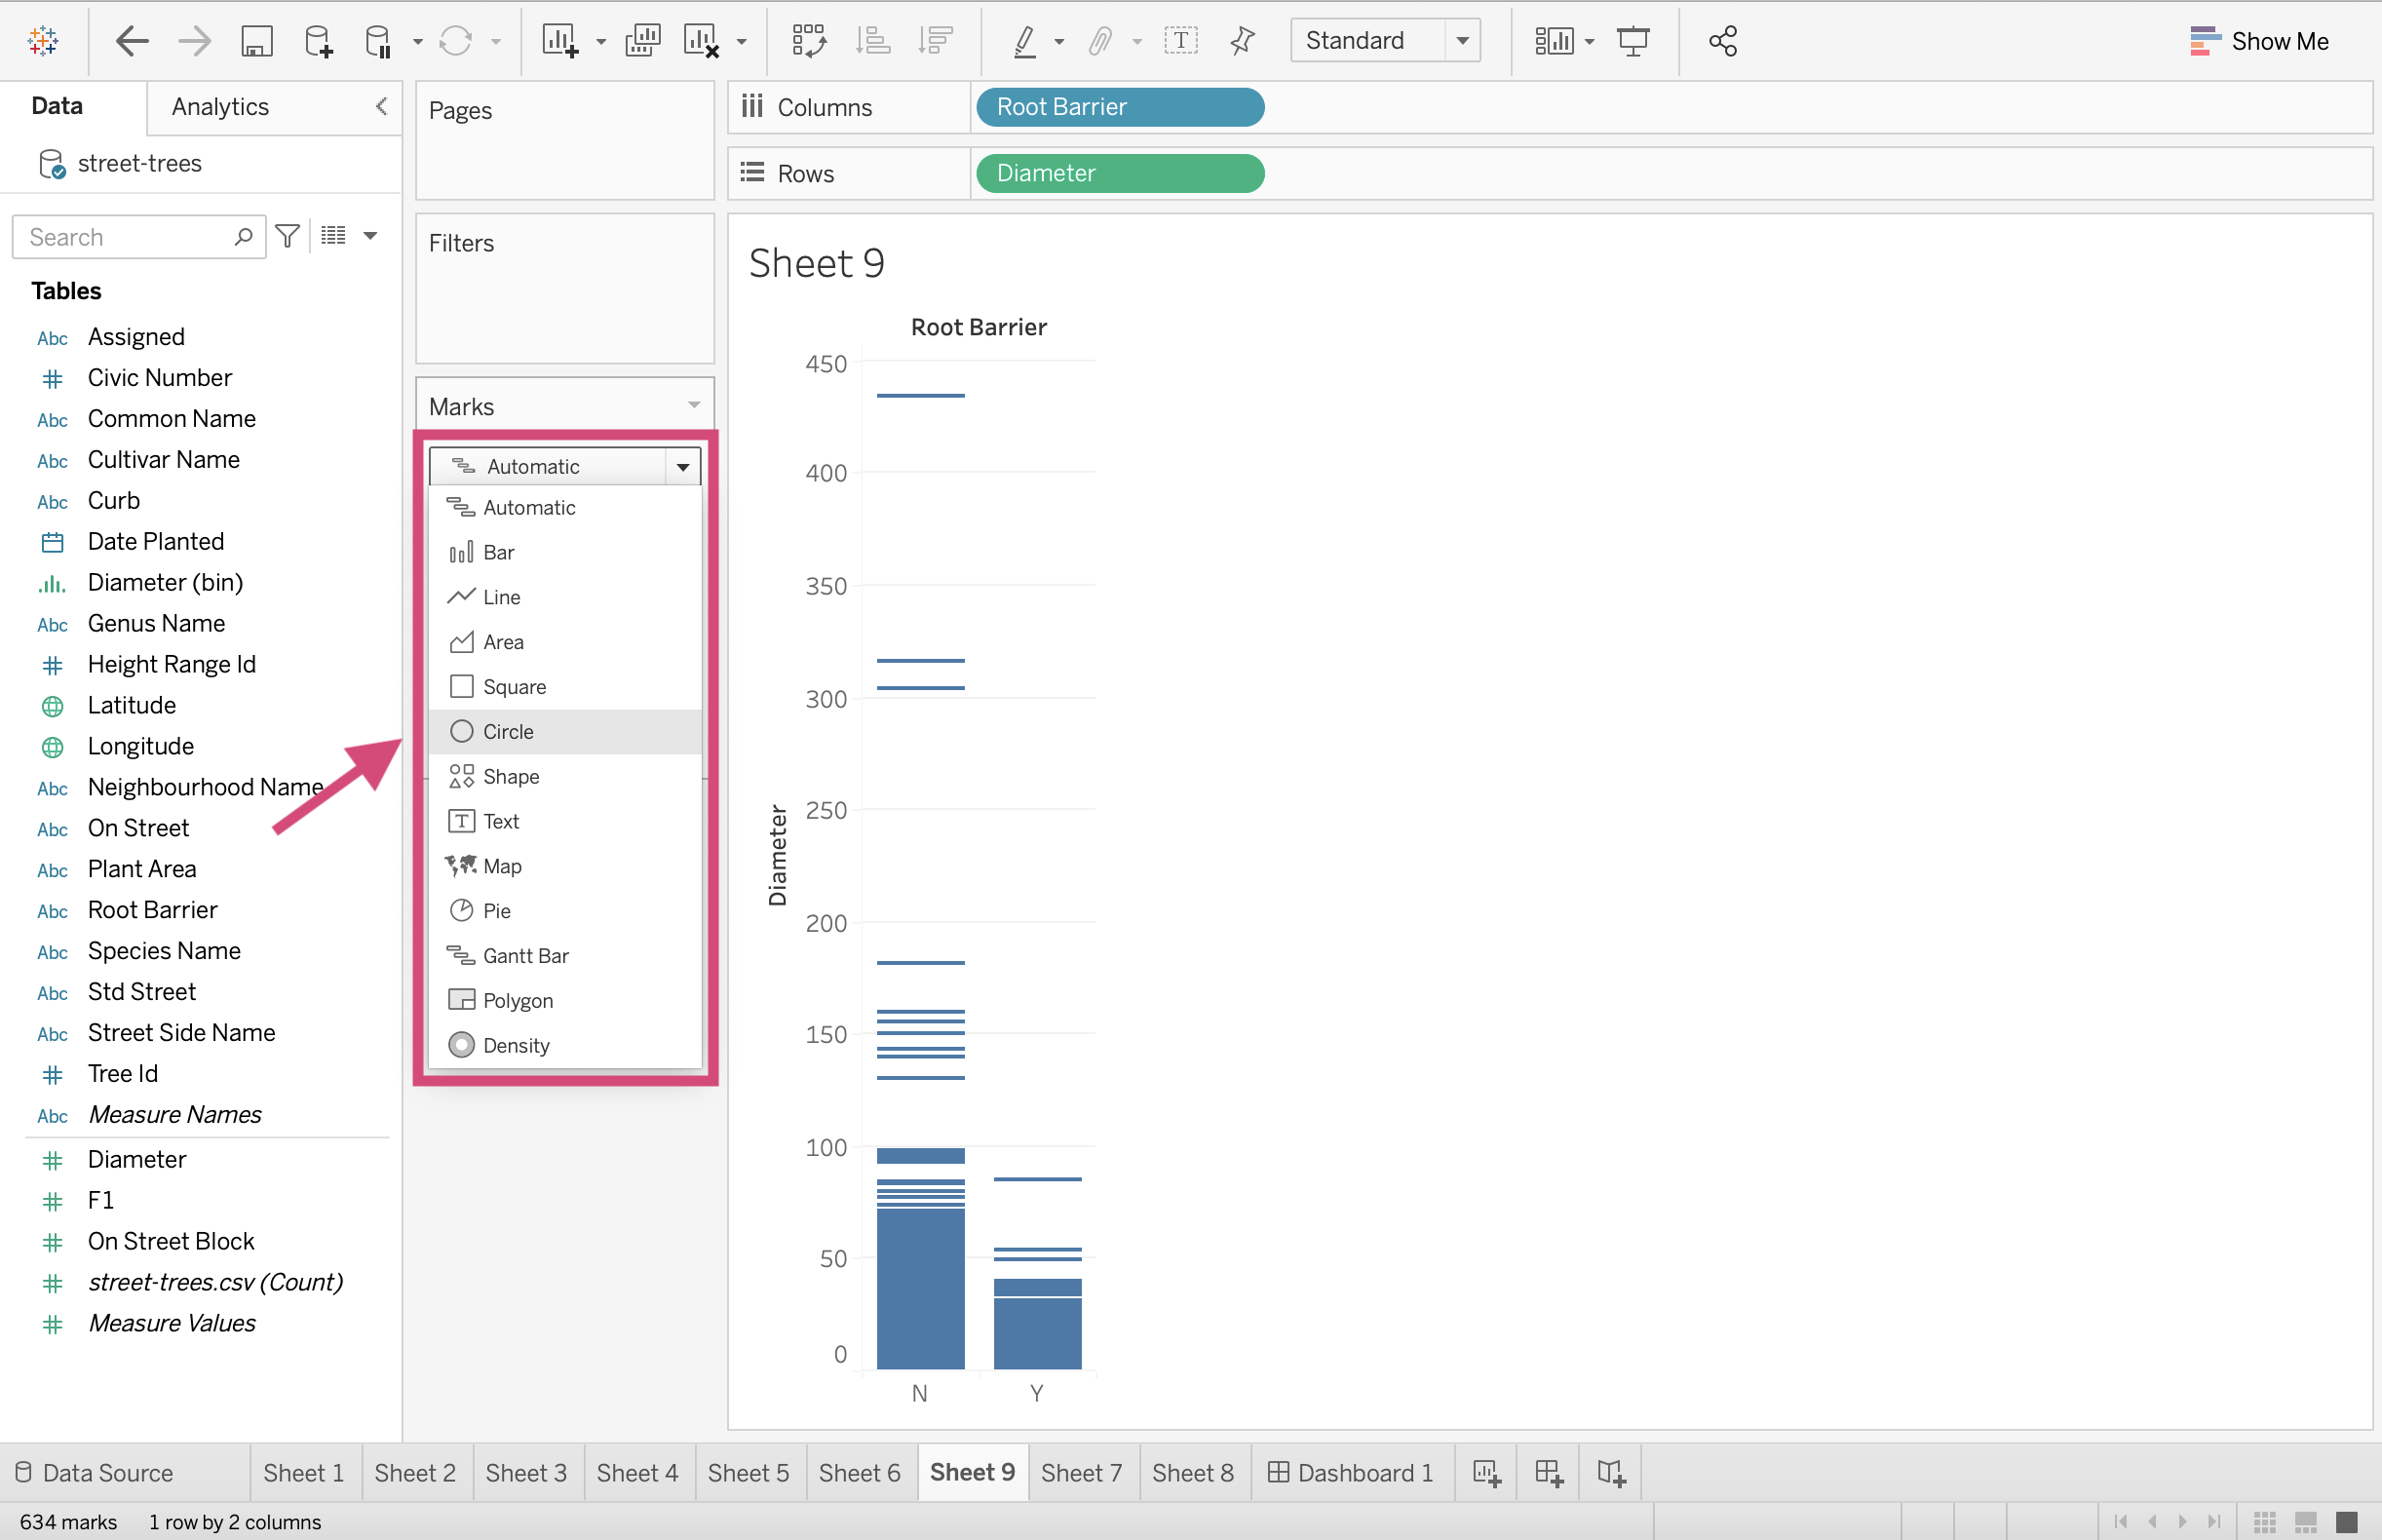 Standard
Show Me
Data
Analytics
street-trees
Search
Tables
Abc Assigned
Civic Number
Abc Common Name
Abc Cultivar Name
Abc Curb
Date Planted
Diameter (bin)
Abc Genus Name
Height Range Id
Latitude
Longitude
Abc Neighbourhood Name
Abc On Street
Abc Plant Area
Abc Root Barrier
Abc Species Name
Abc Std Street
Abc Street Side Name
Tree Id
Abc Measure Names
Diameter
F1
On Street Block
street-trees.csv (Count)
Measure Values
Pages
Filters
Marks
Automatic
Automatic
Bar
Line
Area
Square
Circle
Shape
T Text
Map
Pie
Gantt Bar
Polygon
Density
Columns
Root Barrier
Rows
Diameter
Sheet 9
Root Barrier
450
400
350
300
250
200
150
100
50
0
Diameter
N
Y
Data Source
Sheet 1
Sheet 2
Sheet 3
Sheet 4
Sheet 5
Sheet 6
Sheet 9
Sheet 7
Sheet 8
Dashboard 1
634 marks
1 row by 2 columns